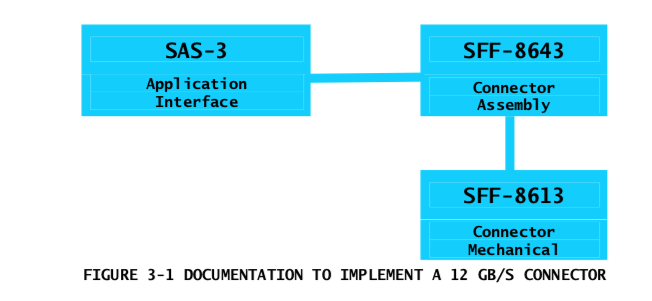 SAS-3
Application
Interface
SFF-8643
Connector
Assembly
SFF-8613
Connector
Mechanical
FIGURE 3-1 DOCUMENTATION TO IMPLEMENT A 12 GB/S CONNECTOR